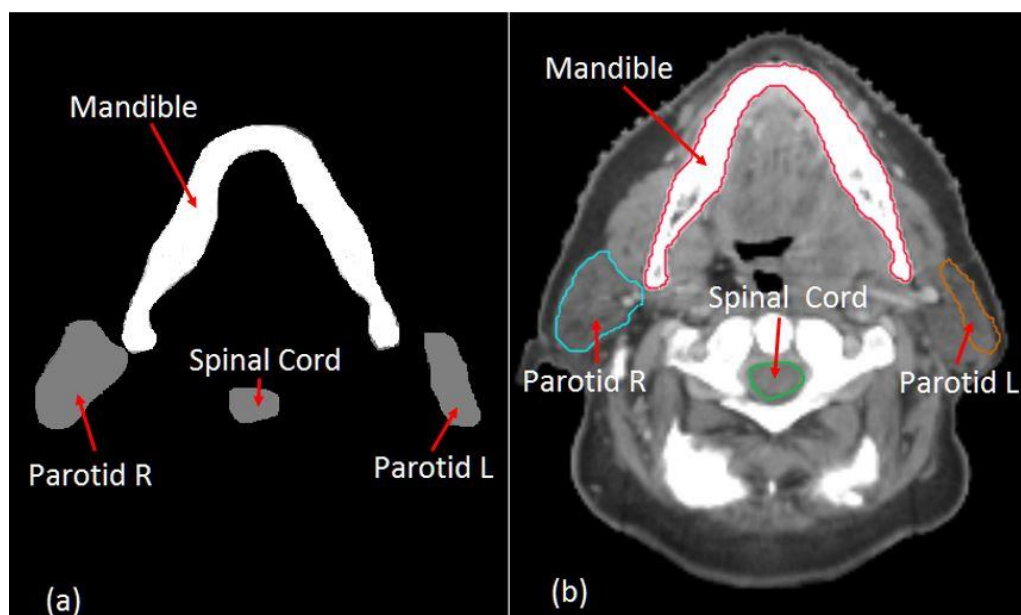 Mandible
Spinal Cord
Parotid R
Parotid L
(a)
Mandible
Spinal Cord
Parotid R
Parotid L
(b)